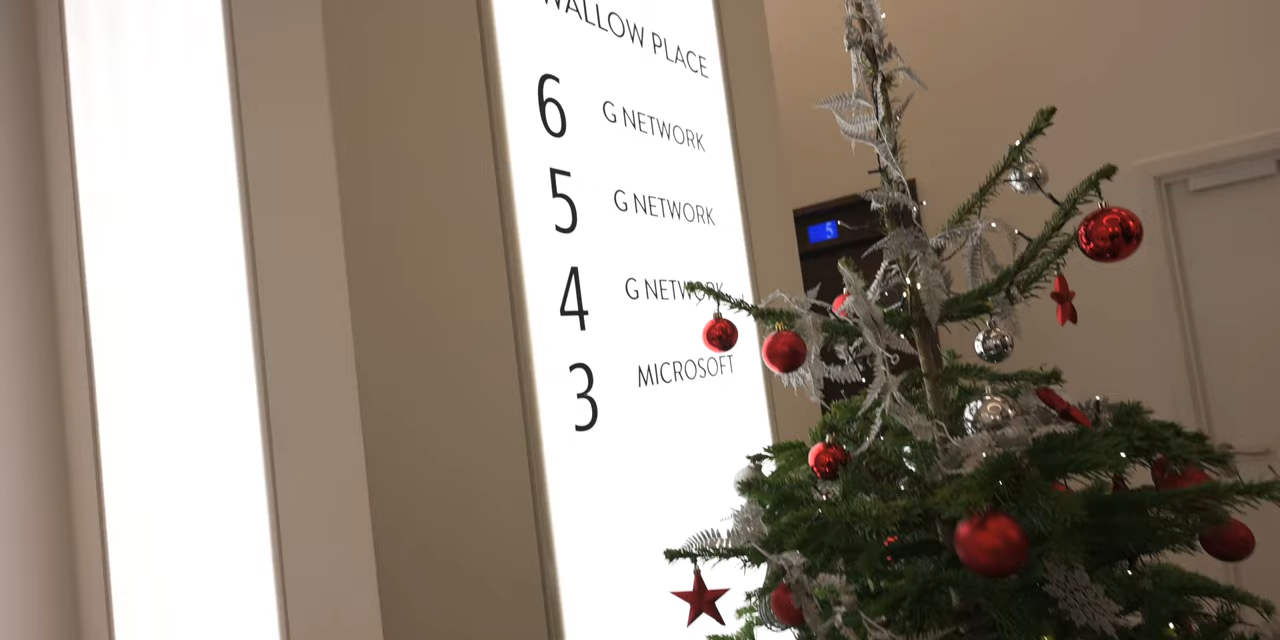 WALLOW PLACE
6 G NETWORK
5 G NETWORK
4 G NETWORK
3 MICROSOFT
5